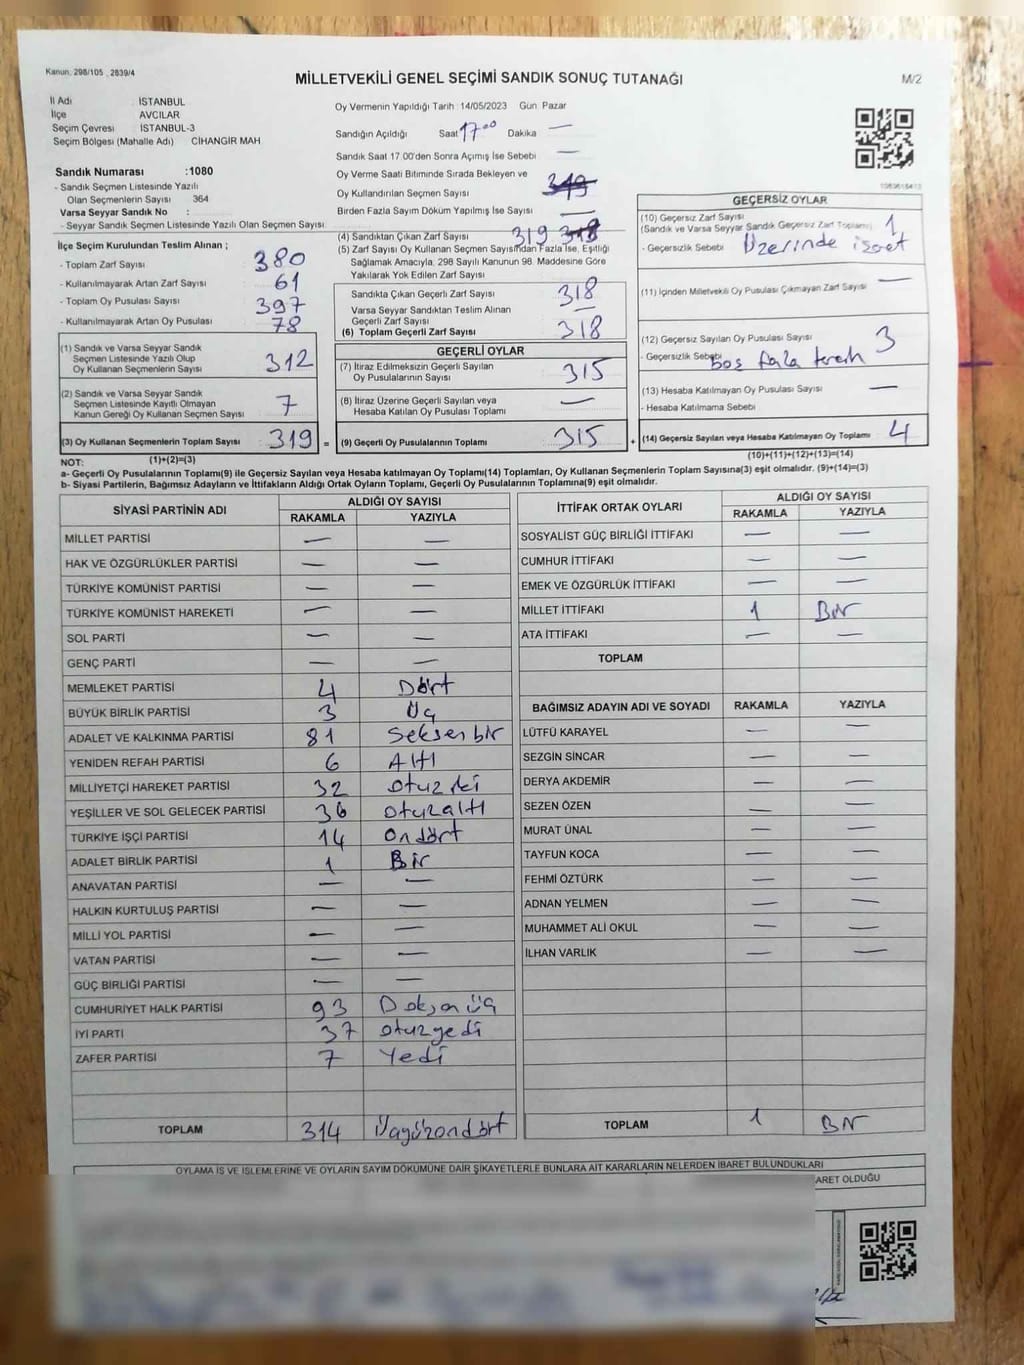 Kanun, 298/105 , 2839/4
MİLLETVEKİLİ GENEL SEÇİMİ SANDIK SONUÇ TUTANAĞI
M/2
İl Adı : İSTANBUL
İlçe AVCILAR
Seçim Çevresi : İSTANBUL-3
Seçim Bölgesi (Mahalle Adı) CİHANGİR MAH
Sandık Numarası :1080
- Sandık Seçmen Listesinde Yazılı
Olan Seçmenlerin Sayısı 364
Varsa Seyyar Sandık No :
- Seyyar Sandık Seçmen Listesinde Yazılı Olan Seçmen Sayısı
Oy Vermenin Yapıldığı Tarih :14/05/2023 Gün Pazar
Sandığın Açıldığı Saat 17 00 Dakika —
Sandık Saat 17.00'den Sonra Açımış İse Sebebi —
Oy Verme Saati Bitiminde Sırada Bekleyen ve
Oy Kullandırılan Seçmen Sayısı 319
Birden Fazla Sayım Döküm Yapılmış İse Sayısı —
İlçe Seçim Kurulundan Teslim Alınan ;
- Toplam Zarf Sayısı 380
- Kullanılmayarak Artan Zarf Sayısı 61
- Toplam Oy Pusulası Sayısı 397
- Kullanılmayarak Artan Oy Pusulası 78
(1) Sandık ve Varsa Seyyar Sandık
Seçmen Listesinde Yazılı Olup
Oy Kullanan Seçmenlerin Sayısı 312
(2) Sandık ve Varsa Seyyar Sandık
Seçmen Listesinde Kayıtlı Olmayan
Kanun Gereği Oy Kullanan Seçmen Sayısı 7
(3) Oy Kullanan Seçmenlerin Toplam Sayısı 319 =
(1)+(2)=(3)
(4) Sandıktan Çıkan Zarf Sayısı 319 318
(5) Zarf Sayısı Oy Kullanan Seçmen Sayısından Fazla İse, Eşitliği
Sağlamak Amacıyla, 298 Sayılı Kanunun 98. Maddesine Göre
Yakılarak Yok Edilen Zarf Sayısı
Sandıkta Çıkan Geçerli Zarf Sayısı 318
Varsa Seyyar Sandıktan Teslim Alınan
Geçerli Zarf Sayısı —
(6) Toplam Geçerli Zarf Sayısı 318
GEÇERLİ OYLAR
(7) İtiraz Edilmeksizin Geçerli Sayılan
Oy Pusulalarının Sayısı 315
(8) İtiraz Üzerine Geçerli Sayılan veya
Hesaba Katılan Oy Pusulası Toplamı —
(9) Geçerli Oy Pusulalarının Toplamı 315 +
GEÇERSİZ OYLAR
(10) Geçersiz Zarf Sayısı
(Sandık ve Varsa Seyyar Sandık Geçersiz Zarf Toplamı) 1
- Geçersizlik Sebebi Üzerinde işaret
(11) İçinden Milletvekili Oy Pusulası Çıkmayan Zarf Sayısı —
(12) Geçersiz Sayılan Oy Pusulası Sayısı 3
- Geçersizlik Sebebi boş fazla tercih
(13) Hesaba Katılmayan Oy Pusulası Sayısı —
- Hesaba Katılmama Sebebi
(14) Geçersiz Sayılan veya Hesaba Katılmayan Oy Toplamı 4
(10)+(11)+(12)+(13)=(14)
NOT:
a- Geçerli Oy Pusulalarının Toplamı(9) ile Geçersiz Sayılan veya Hesaba katılmayan Oy Toplamı(14) Toplamları, Oy Kullanan Seçmenlerin Toplam Sayısına(3) eşit olmalıdır. (9)+(14)=(3)
b- Siyasi Partilerin, Bağımsız Adayların ve İttifakların Aldığı Ortak Oyların Toplamı, Geçerli Oy Pusulalarının Toplamına(9) eşit olmalıdır.
SİYASİ PARTİNİN ADI ALDIĞI OY SAYISI
RAKAMLA YAZIYLA
MİLLET PARTİSİ — —
HAK VE ÖZGÜRLÜKLER PARTİSİ — —
TÜRKİYE KOMÜNİST PARTİSİ — —
TÜRKİYE KOMÜNİST HAREKETİ — —
SOL PARTİ — —
GENÇ PARTİ — —
MEMLEKET PARTİSİ 4 Dört
BÜYÜK BİRLİK PARTİSİ 3 Üç
ADALET VE KALKINMA PARTİSİ 81 Seksenbir
YENİDEN REFAH PARTİSİ 6 Altı
MİLLİYETÇİ HAREKET PARTİSİ 32 otuziki
YEŞİLLER VE SOL GELECEK PARTİSİ 36 otuzaltı
TÜRKİYE İŞÇİ PARTİSİ 14 Ondört
ADALET BİRLİK PARTİSİ 1 Bir
ANAVATAN PARTİSİ — —
HALKIN KURTULUŞ PARTİSİ — —
MİLLİ YOL PARTİSİ — —
VATAN PARTİSİ — —
GÜÇ BİRLİĞİ PARTİSİ — —
CUMHURİYET HALK PARTİSİ 93 Doksanüç
İYİ PARTİ 37 otuzyedi
ZAFER PARTİSİ 7 Yedi
TOPLAM 314 Üçyüzondört
İTTİFAK ORTAK OYLARI ALDIĞI OY SAYISI
RAKAMLA YAZIYLA
SOSYALİST GÜÇ BİRLİĞİ İTTİFAKI — —
CUMHUR İTTİFAKI — —
EMEK VE ÖZGÜRLÜK İTTİFAKI — —
MİLLET İTTİFAKI 1 Bir
ATA İTTİFAKI — —
TOPLAM
BAĞIMSIZ ADAYIN ADI VE SOYADI RAKAMLA YAZIYLA
LÜTFÜ KARAYEL — —
SEZGİN SİNCAR — —
DERYA AKDEMİR — —
SEZEN ÖZEN — —
MURAT ÜNAL — —
TAYFUN KOCA — —
FEHMİ ÖZTÜRK — —
ADNAN YELMEN — —
MUHAMMET ALİ OKUL — —
İLHAN VARLIK — —
TOPLAM 1 BİR
OYLAMA İŞ VE İŞLEMLERİNE VE OYLARIN SAYIM DÖKÜMÜNE DAİR ŞİKAYETLERLE BUNLARA AİT KARARLARIN NELERDEN İBARET BULUNDUKLARI
ARET OLDUĞU